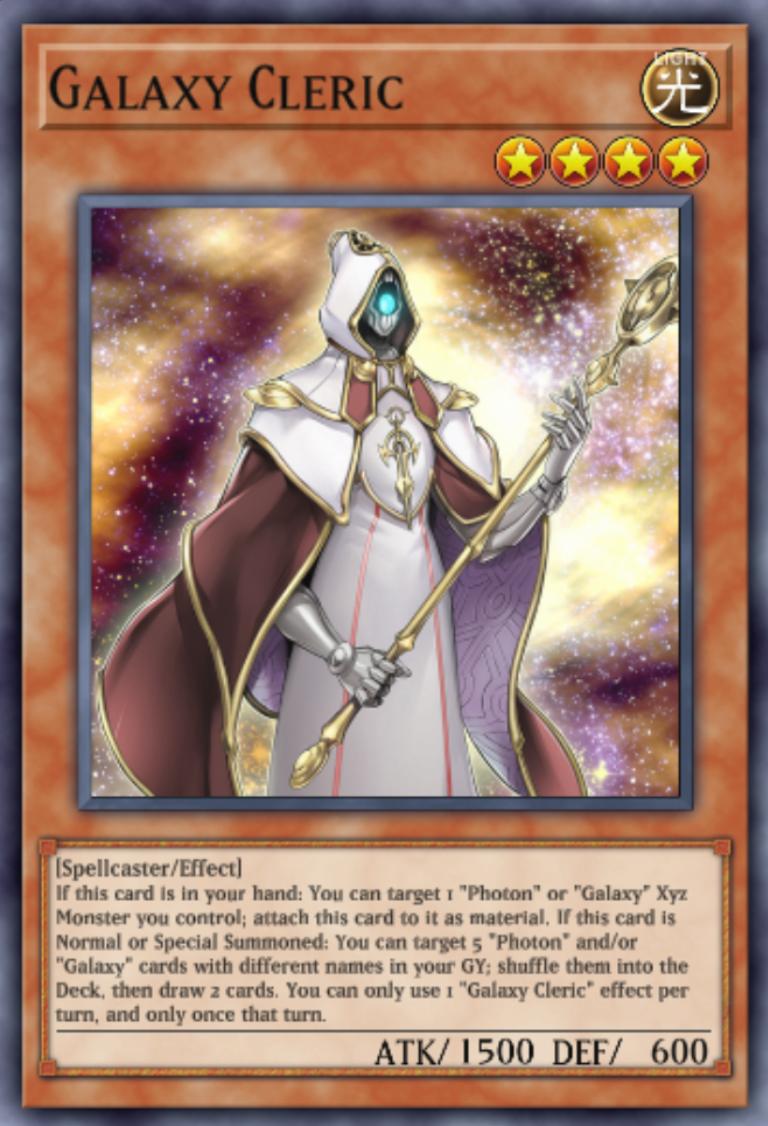 GALAXY CLERIC
LIGHT
光
[Spellcaster/Effect]
If this card is in your hand: You can target 1 "Photon" or "Galaxy" Xyz
Monster you control; attach this card to it as material. If this card is
Normal or Special Summoned: You can target 5 "Photon" and/or
"Galaxy" cards with different names in your GY; shuffle them into the
Deck, then draw 2 cards. You can only use 1 "Galaxy Cleric" effect per
turn, and only once that turn.
ATK/ 1500 DEF/ 600